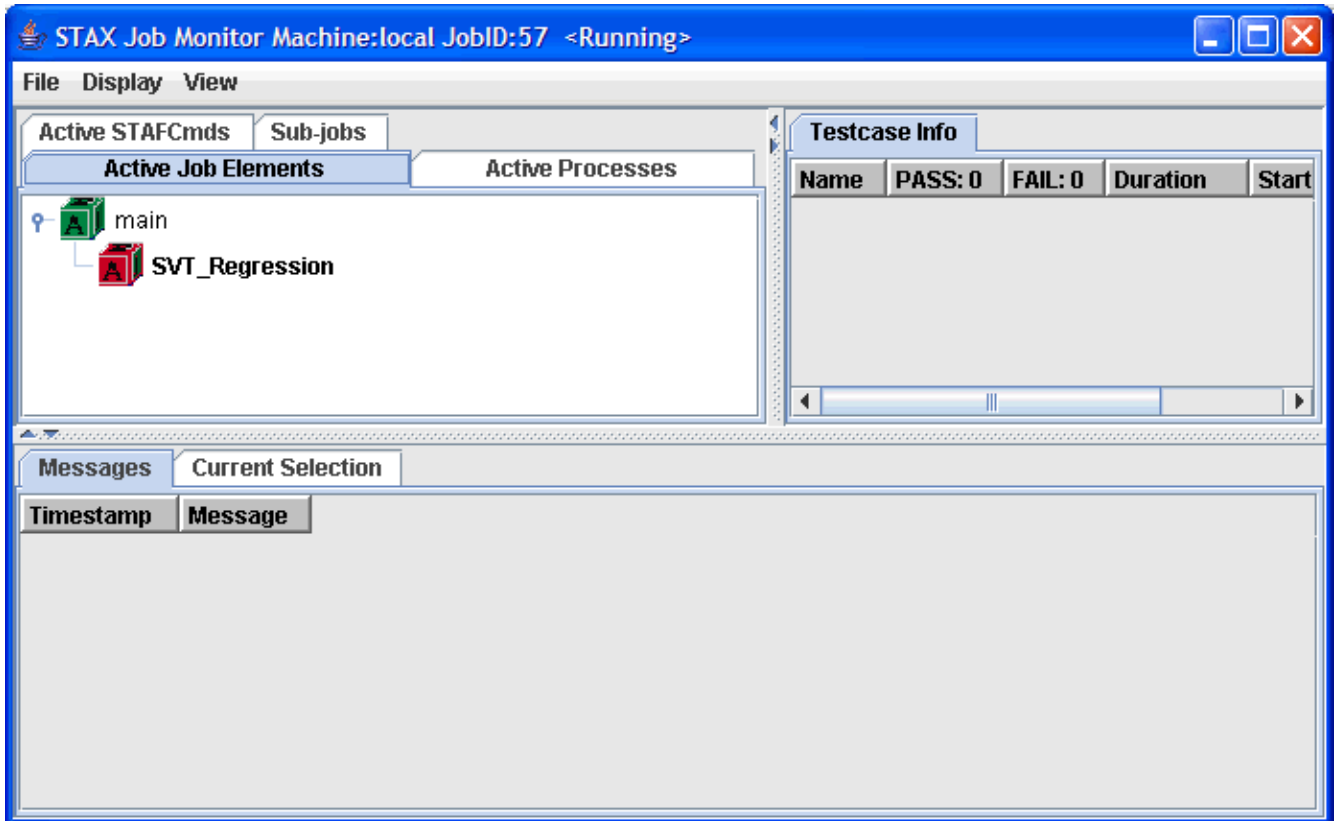 STAX Job Monitor Machine:local JobID:57 <Running>
File Display View
Active STAFCmds Sub-jobs
Active Job Elements Active Processes
A main
A SVT_Regression
Testcase Info
Name PASS: 0 FAIL: 0 Duration Start
Messages Current Selection
Timestamp Message